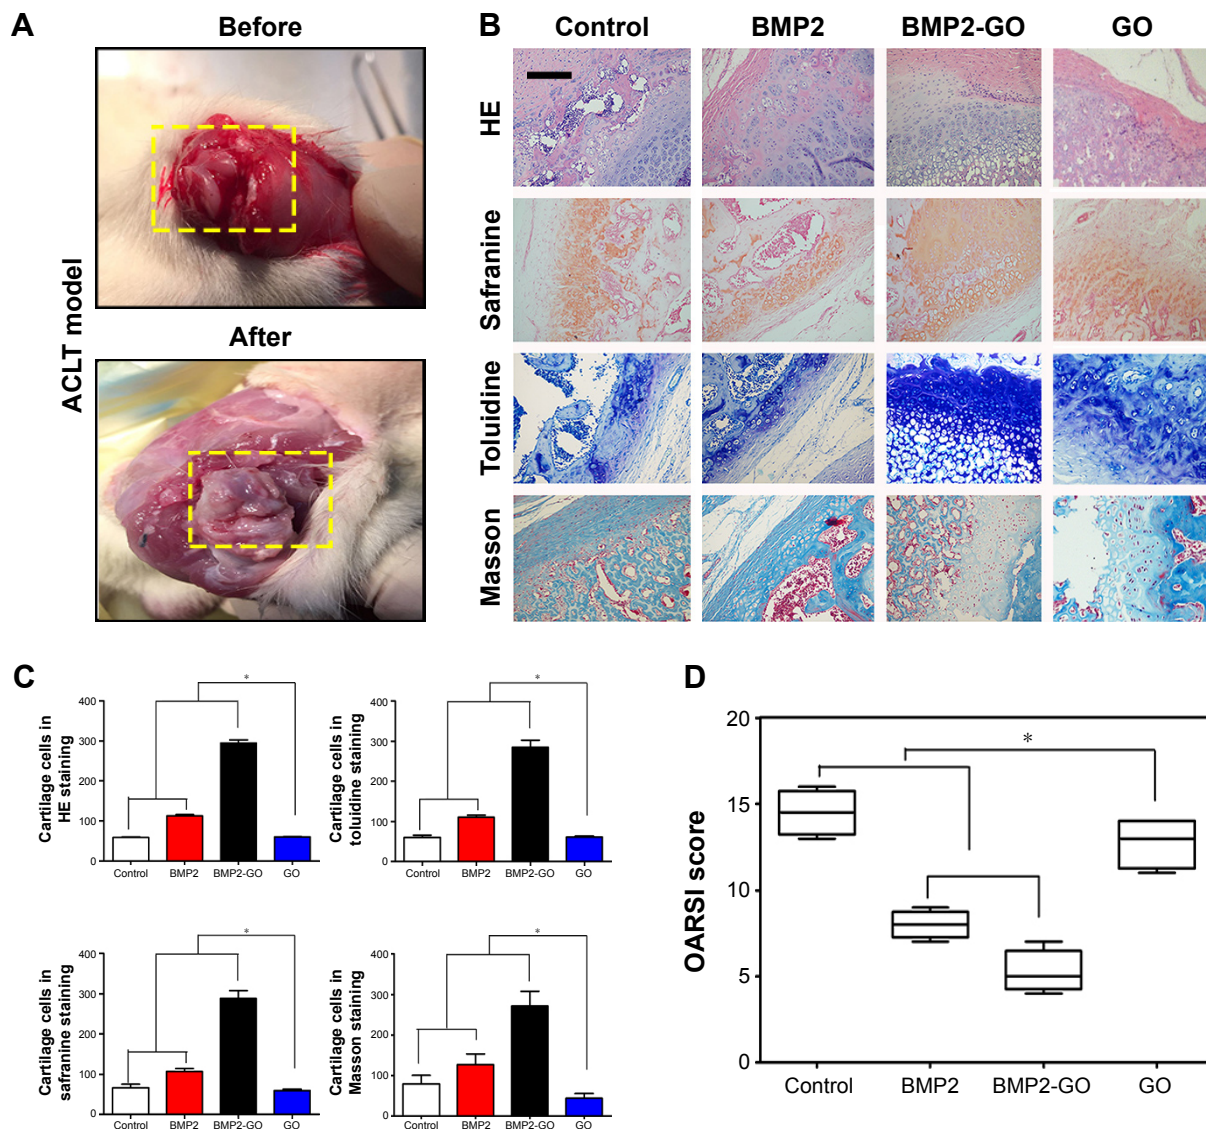 A
Before
ACLT model
After
B
Control BMP2 BMP2-GO GO
HE
Safranine
Toluidine
Masson
C
Cartilage cells in
HE staining
400
300
200
100
0
*
Control BMP2 BMP2-GO GO
Cartilage cells in
toluidine staining
400
300
200
100
0
*
Control BMP2 BMP2-GO GO
Cartilage cells in
safranine staining
400
300
200
100
0
*
Control BMP2 BMP2-GO GO
Cartilage cells in
Masson staining
400
300
200
100
0
*
Control BMP2 BMP2-GO GO
D
OARSI score
20
15
10
5
0
*
Control BMP2 BMP2-GO GO